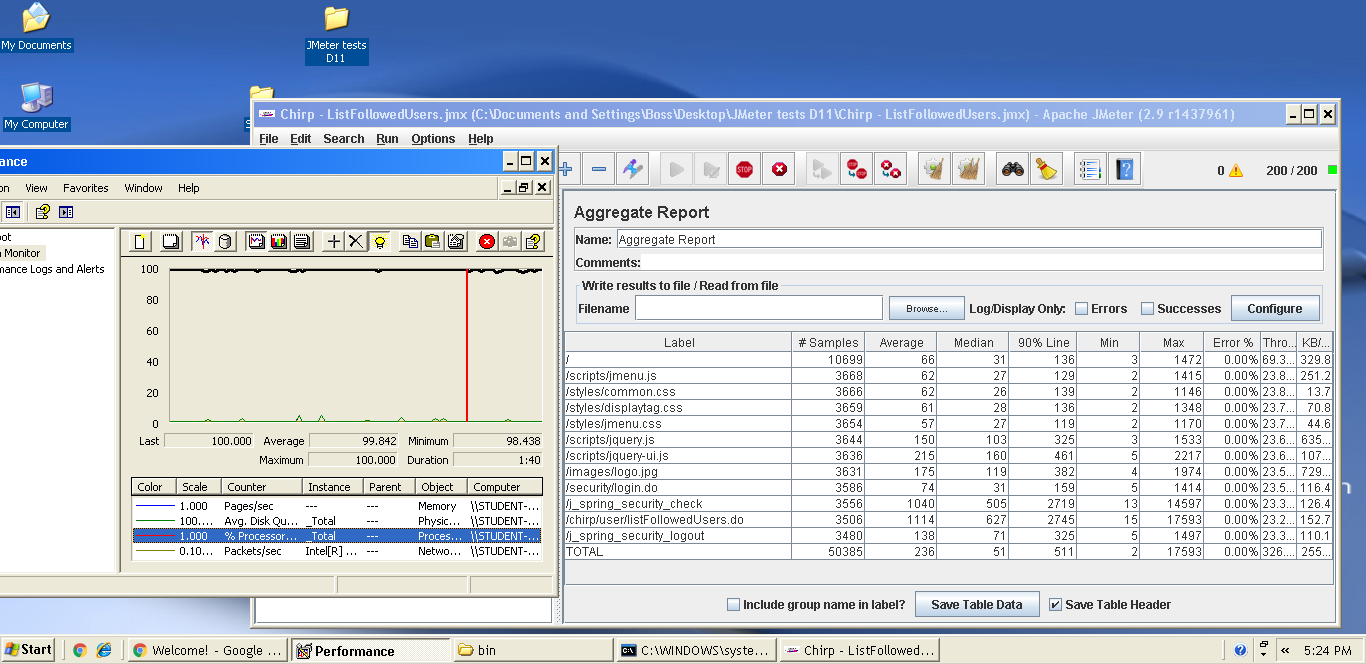 My Documents
JMeter tests
D11
My Computer
S
Chirp - ListFollowedUsers.jmx (C:\Documents and Settings\Boss\Desktop\JMeter tests D11\Chirp - ListFollowedUsers.jmx) - Apache JMeter (2.9 r1437961)
File Edit Search Run Options Help
STOP STOP 0 200 / 200
ance
on View Favorites Window Help
oot
n Monitor
mance Logs and Alerts
100
80
60
40
20
0
Last 100.000 Average 99.842 Minimum 98.438
Maximum 100.000 Duration 1:40
Color Scale Counter Instance Parent Object Computer
1.000 Pages/sec --- --- Memory \\STUDENT-...
100.... Avg. Disk Qu... _Total --- Physic... \\STUDENT-...
1.000 % Processor... _Total --- Proces... \\STUDENT-...
0.10... Packets/sec Intel[R] ... --- Netwo... \\STUDENT-...
Aggregate Report
Name: Aggregate Report
Comments:
Write results to file / Read from file
Filename Browse... Log/Display Only: Errors Successes Configure
Label # Samples Average Median 90% Line Min Max Error % Thro... KB/...
/ 10699 66 31 136 3 1472 0.00% 69.3... 329.8
/scripts/jmenu.js 3668 62 27 129 2 1415 0.00% 23.8... 251.2
/styles/common.css 3666 62 26 139 2 1146 0.00% 23.8... 13.7
/styles/displaytag.css 3659 61 28 136 2 1348 0.00% 23.7... 70.8
/styles/jmenu.css 3654 57 27 119 2 1170 0.00% 23.7... 44.6
/scripts/jquery.js 3644 150 103 325 3 1533 0.00% 23.6... 635...
/scripts/jquery-ui.js 3636 215 160 461 5 2217 0.00% 23.6... 107...
/images/logo.jpg 3631 175 119 382 4 1974 0.00% 23.5... 729...
/security/login.do 3586 74 31 159 5 1414 0.00% 23.5... 116.4
/j_spring_security_check 3556 1040 505 2719 13 14597 0.00% 23.3... 126.4
/chirp/user/listFollowedUsers.do 3506 1114 627 2745 15 17593 0.00% 23.2... 152.7
/j_spring_security_logout 3480 138 71 325 5 1497 0.00% 23.3... 110.1
TOTAL 50385 236 51 511 2 17593 0.00% 326.... 255...
Include group name in label? Save Table Data Save Table Header
Start Welcome! - Google ... Performance bin C:\WINDOWS\syste... Chirp - ListFollowed... 5:24 PM